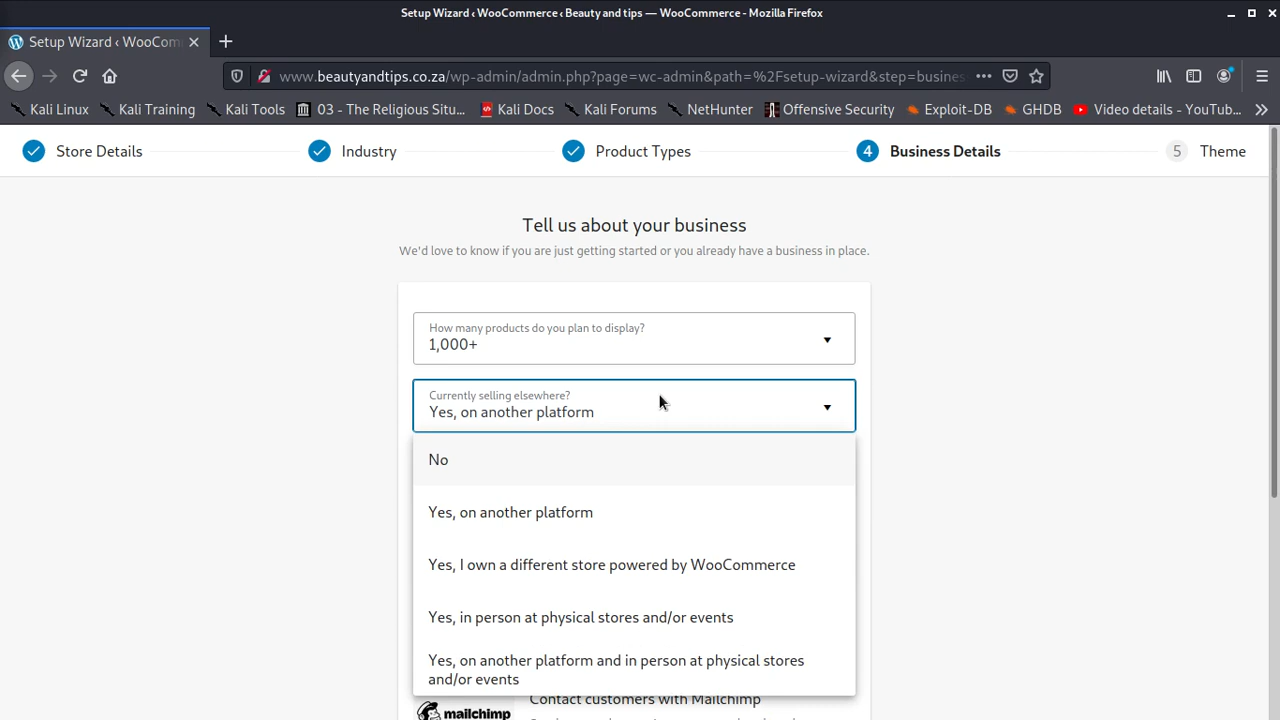 Setup Wizard ‹ WooCommerce ‹ Beauty and tips — WooCommerce - Mozilla Firefox
Setup Wizard ‹ WooCom
www.beautyandtips.co.za/wp-admin/admin.php?page=wc-admin&path=%2Fsetup-wizard&step=busines
Kali Linux Kali Training Kali Tools 03 - The Religious Situ... Kali Docs Kali Forums NetHunter Offensive Security Exploit-DB GHDB Video details - YouTub...
Store Details Industry Product Types 4 Business Details 5 Theme
Tell us about your business
We'd love to know if you are just getting started or you already have a business in place.
How many products do you plan to display?
1,000+
Currently selling elsewhere?
Yes, on another platform
No
Yes, on another platform
Yes, I own a different store powered by WooCommerce
Yes, in person at physical stores and/or events
Yes, on another platform and in person at physical stores
and/or events
Contact customers with Mailchimp
mailchimp